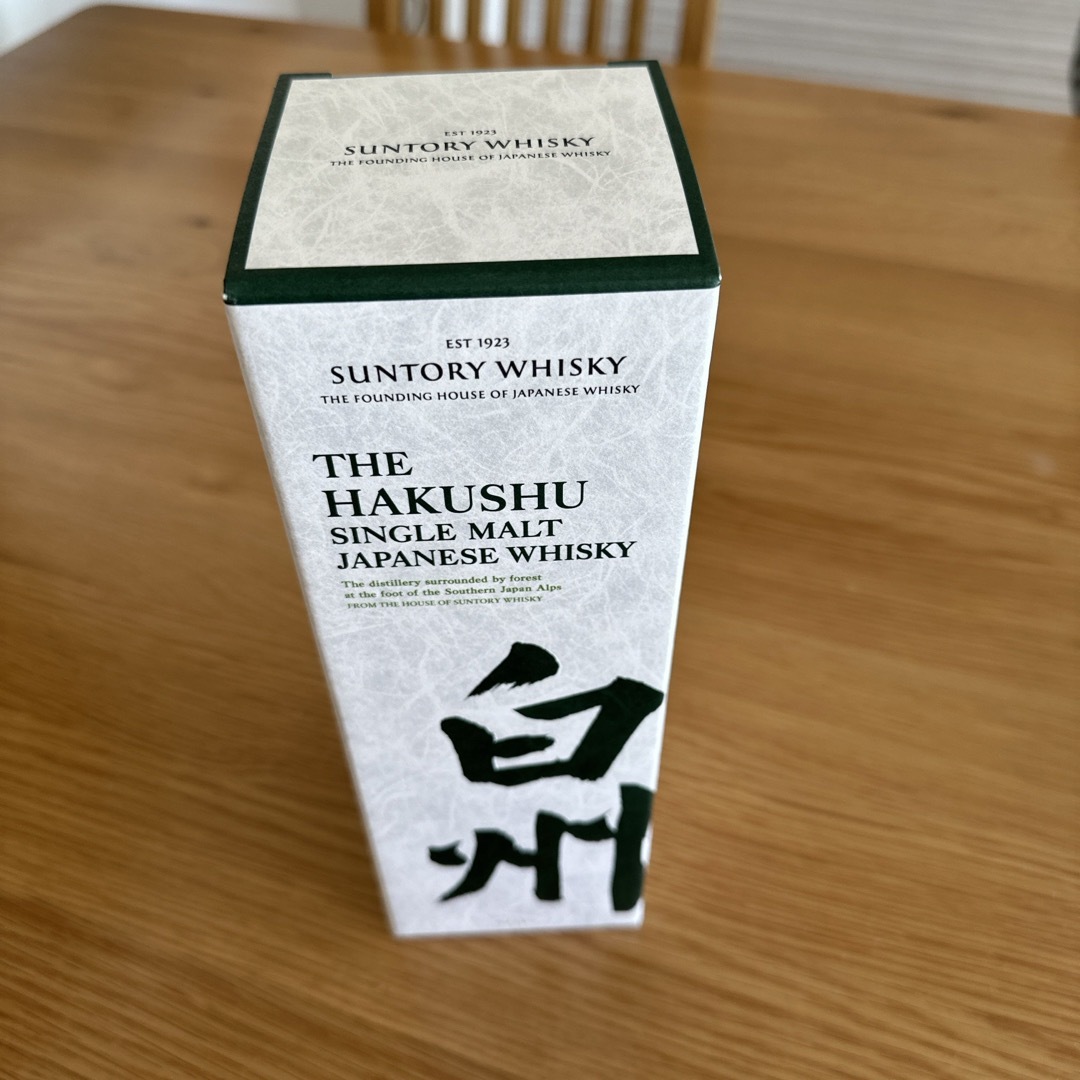 EST 1923
SUNTORY WHISKY
THE FOUNDING HOUSE OF JAPANESE WHISKY
EST 1923
SUNTORY WHISKY
THE FOUNDING HOUSE OF JAPANESE WHISKY
THE
HAKUSHU
SINGLE MALT
JAPANESE WHISKY
The distillery surrounded by forest
at the foot of the Southern Japan Alps
FROM THE HOUSE OF SUNTORY WHISKY
白
州